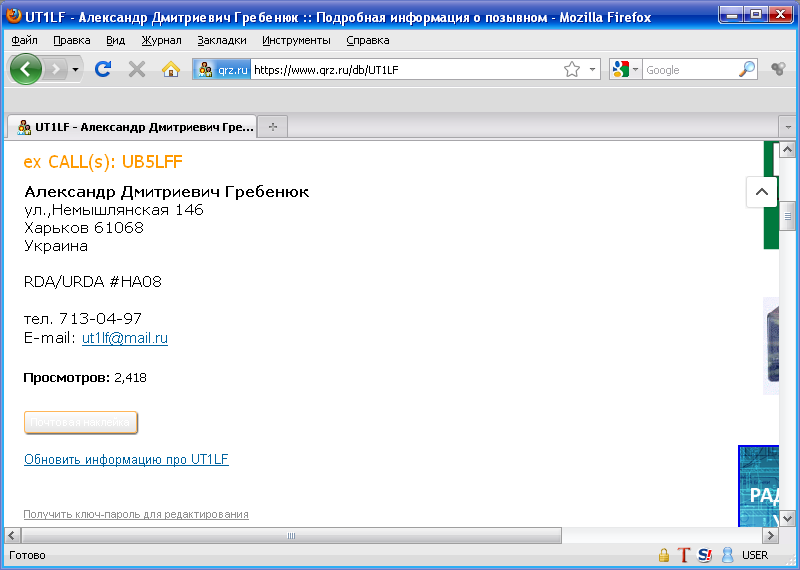 UT1LF - Александр Дмитриевич Гребенюк :: Подробная информация о позывном - Mozilla Firefox
Файл Правка Вид Журнал Закладки Инструменты Справка
qrz.ru https://www.qrz.ru/db/UT1LF Google
UT1LF - Александр Дмитриевич Гре...
ex CALL(s): UB5LFF
Александр Дмитриевич Гребенюк
ул.,Немышлянская 146
Харьков 61068
Украина
RDA/URDA #HA08
тел. 713-04-97
E-mail: ut1lf@mail.ru
Просмотров: 2,418
Почтовая наклейка
Обновить информацию про UT1LF
РАД
Получить ключ-пароль для редактирования
Готово USER